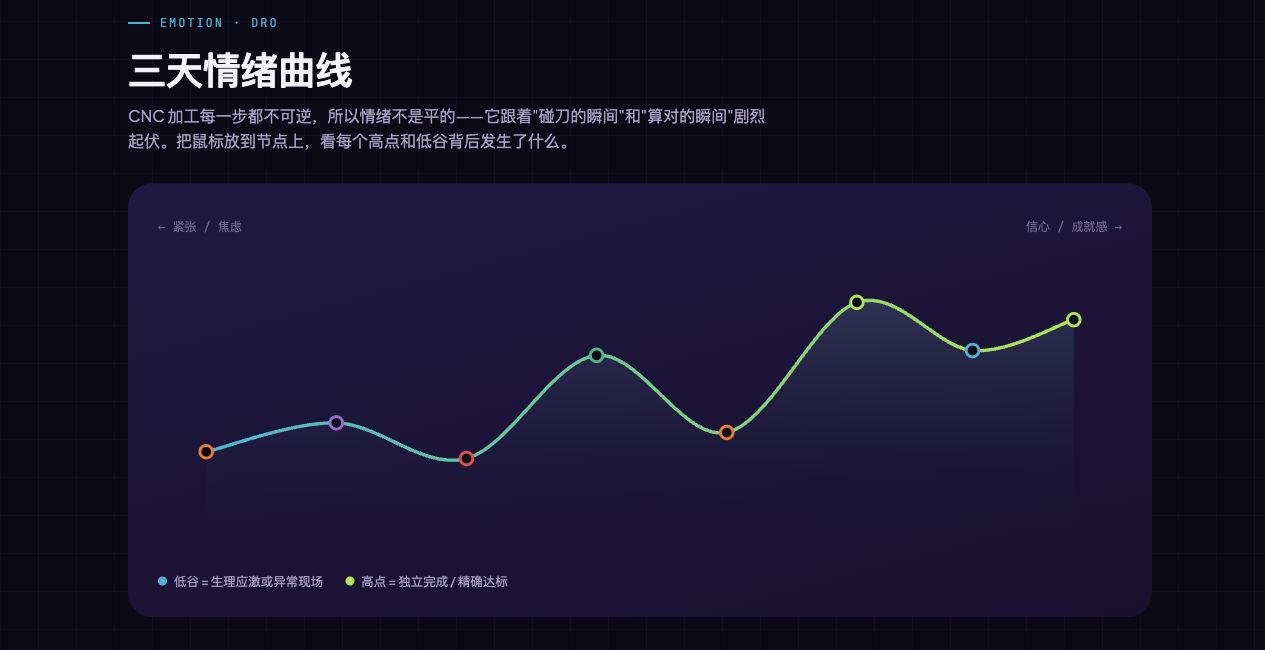 EMOTION · DRO
三天情绪曲线
CNC 加工每一步都不可逆，所以情绪不是平的——它跟着"碰刀的瞬间"和"算对的瞬间"剧烈
起伏。把鼠标放到节点上，看每个高点和低谷背后发生了什么。
← 紧张 / 焦虑
信心 / 成就感 →
低谷 = 生理应激或异常现场
高点 = 独立完成 / 精确达标